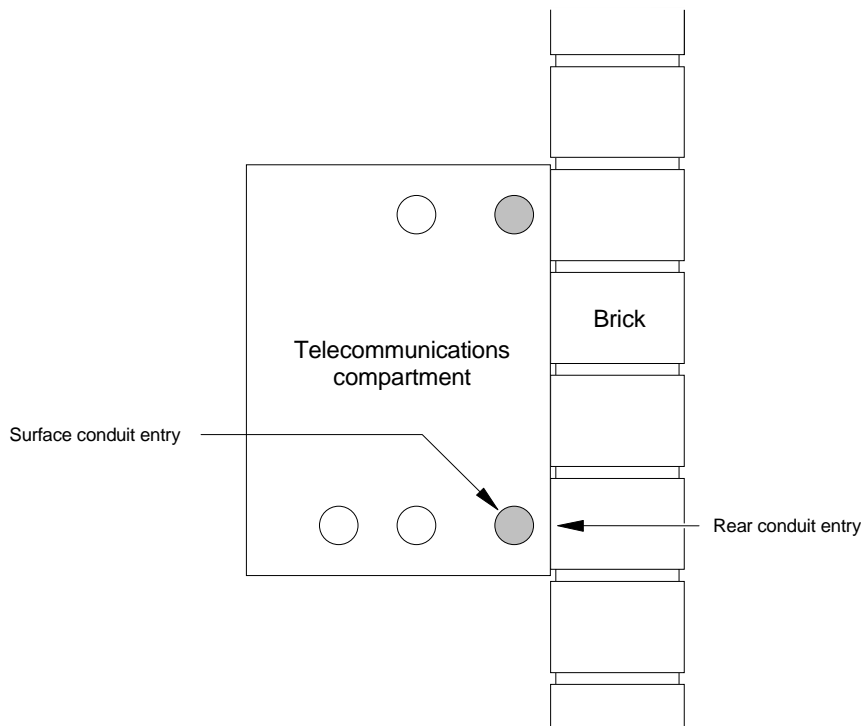 Brick
Telecommunications
compartment
Surface conduit entry
Rear conduit entry